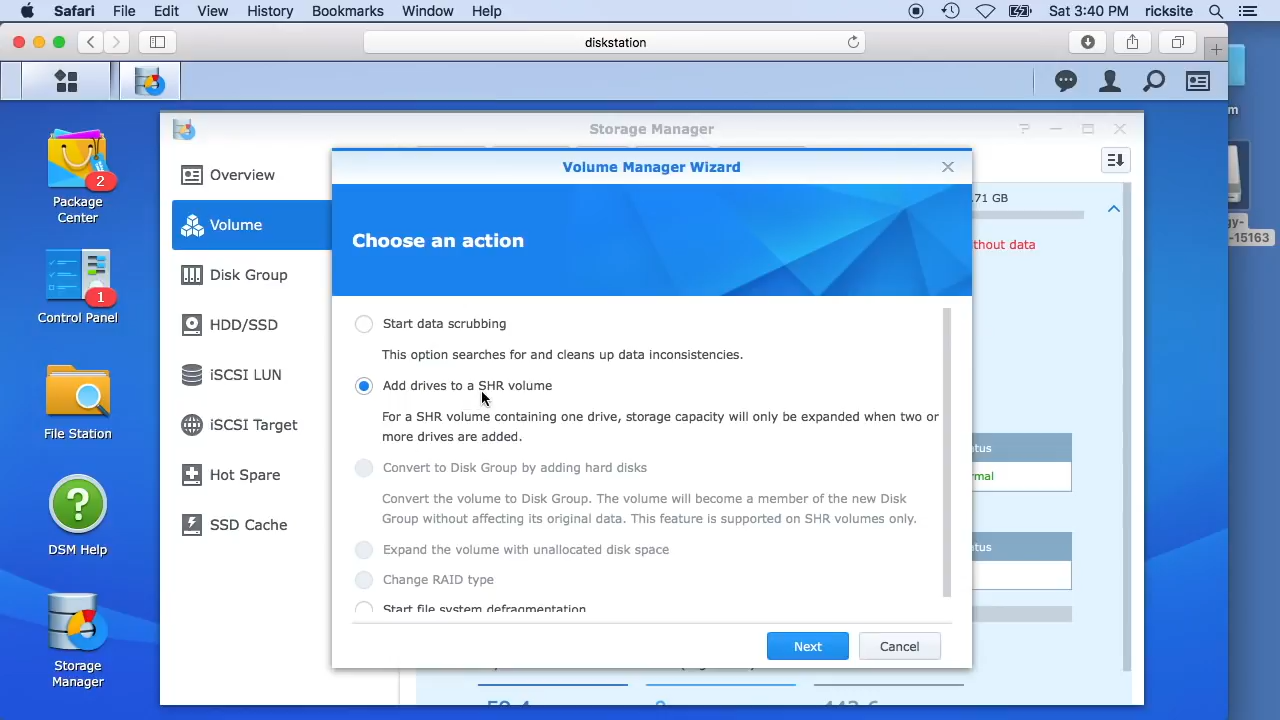 Safari File Edit View History Bookmarks Window Help Sat 3:40 PM ricksite
diskstation
Storage Manager
2
Package
Center
1
Control Panel
File Station
DSM Help
Storage
Manager
Overview
Volume
Disk Group
HDD/SSD
iSCSI LUN
iSCSI Target
Hot Spare
SSD Cache
Volume Manager Wizard
Choose an action
Start data scrubbing
This option searches for and cleans up data inconsistencies.
Add drives to a SHR volume
For a SHR volume containing one drive, storage capacity will only be expanded when two or
more drives are added.
Convert to Disk Group by adding hard disks
Convert the volume to Disk Group. The volume will become a member of the new Disk
Group without affecting its original data. This feature is supported on SHR volumes only.
Expand the volume with unallocated disk space
Change RAID type
Start file system defragmentation
Next Cancel
.71 GB
thout data
atus
rmal
atus
gy-
-15163
m